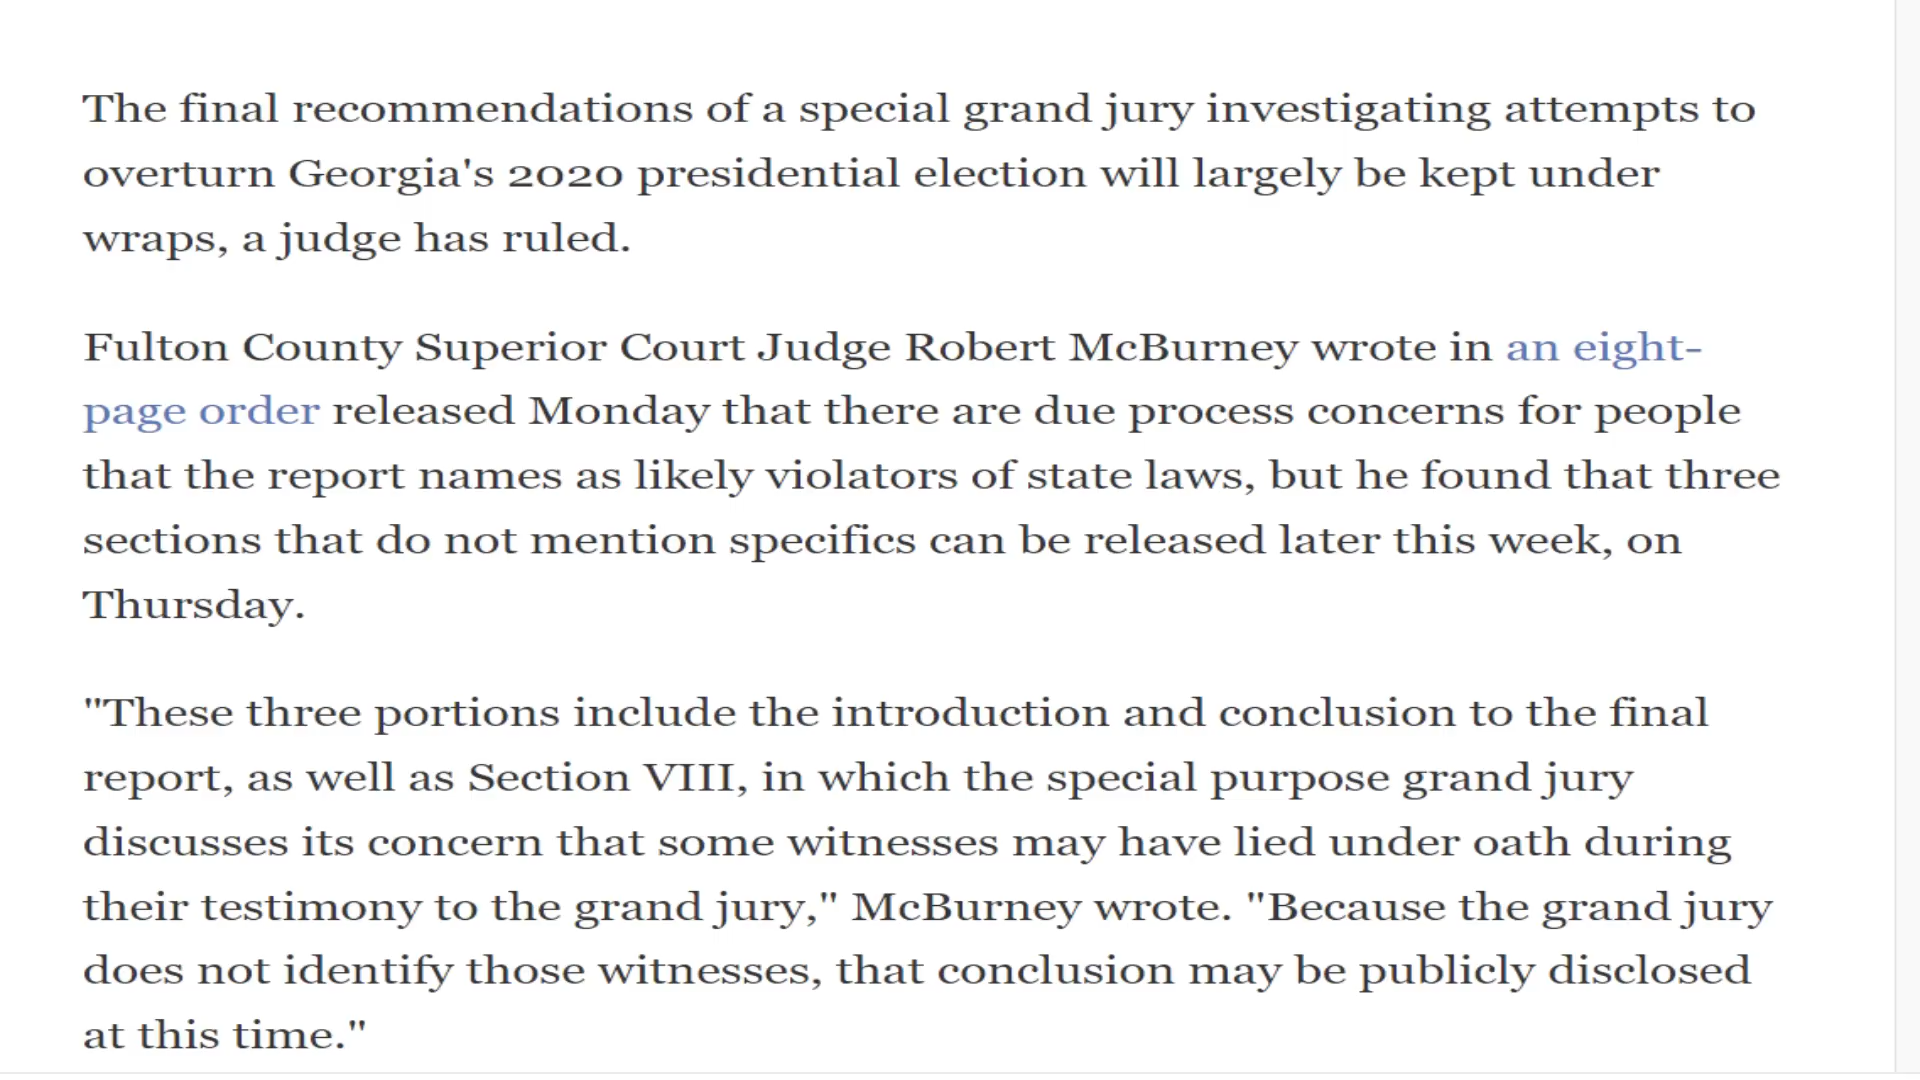 The final recommendations of a special grand jury investigating attempts to
overturn Georgia's 2020 presidential election will largely be kept under
wraps, a judge has ruled.
Fulton County Superior Court Judge Robert McBurney wrote in an eight-
page order released Monday that there are due process concerns for people
that the report names as likely violators of state laws, but he found that three
sections that do not mention specifics can be released later this week, on
Thursday.
"These three portions include the introduction and conclusion to the final
report, as well as Section VIII, in which the special purpose grand jury
discusses its concern that some witnesses may have lied under oath during
their testimony to the grand jury," McBurney wrote. "Because the grand jury
does not identify those witnesses, that conclusion may be publicly disclosed
at this time."